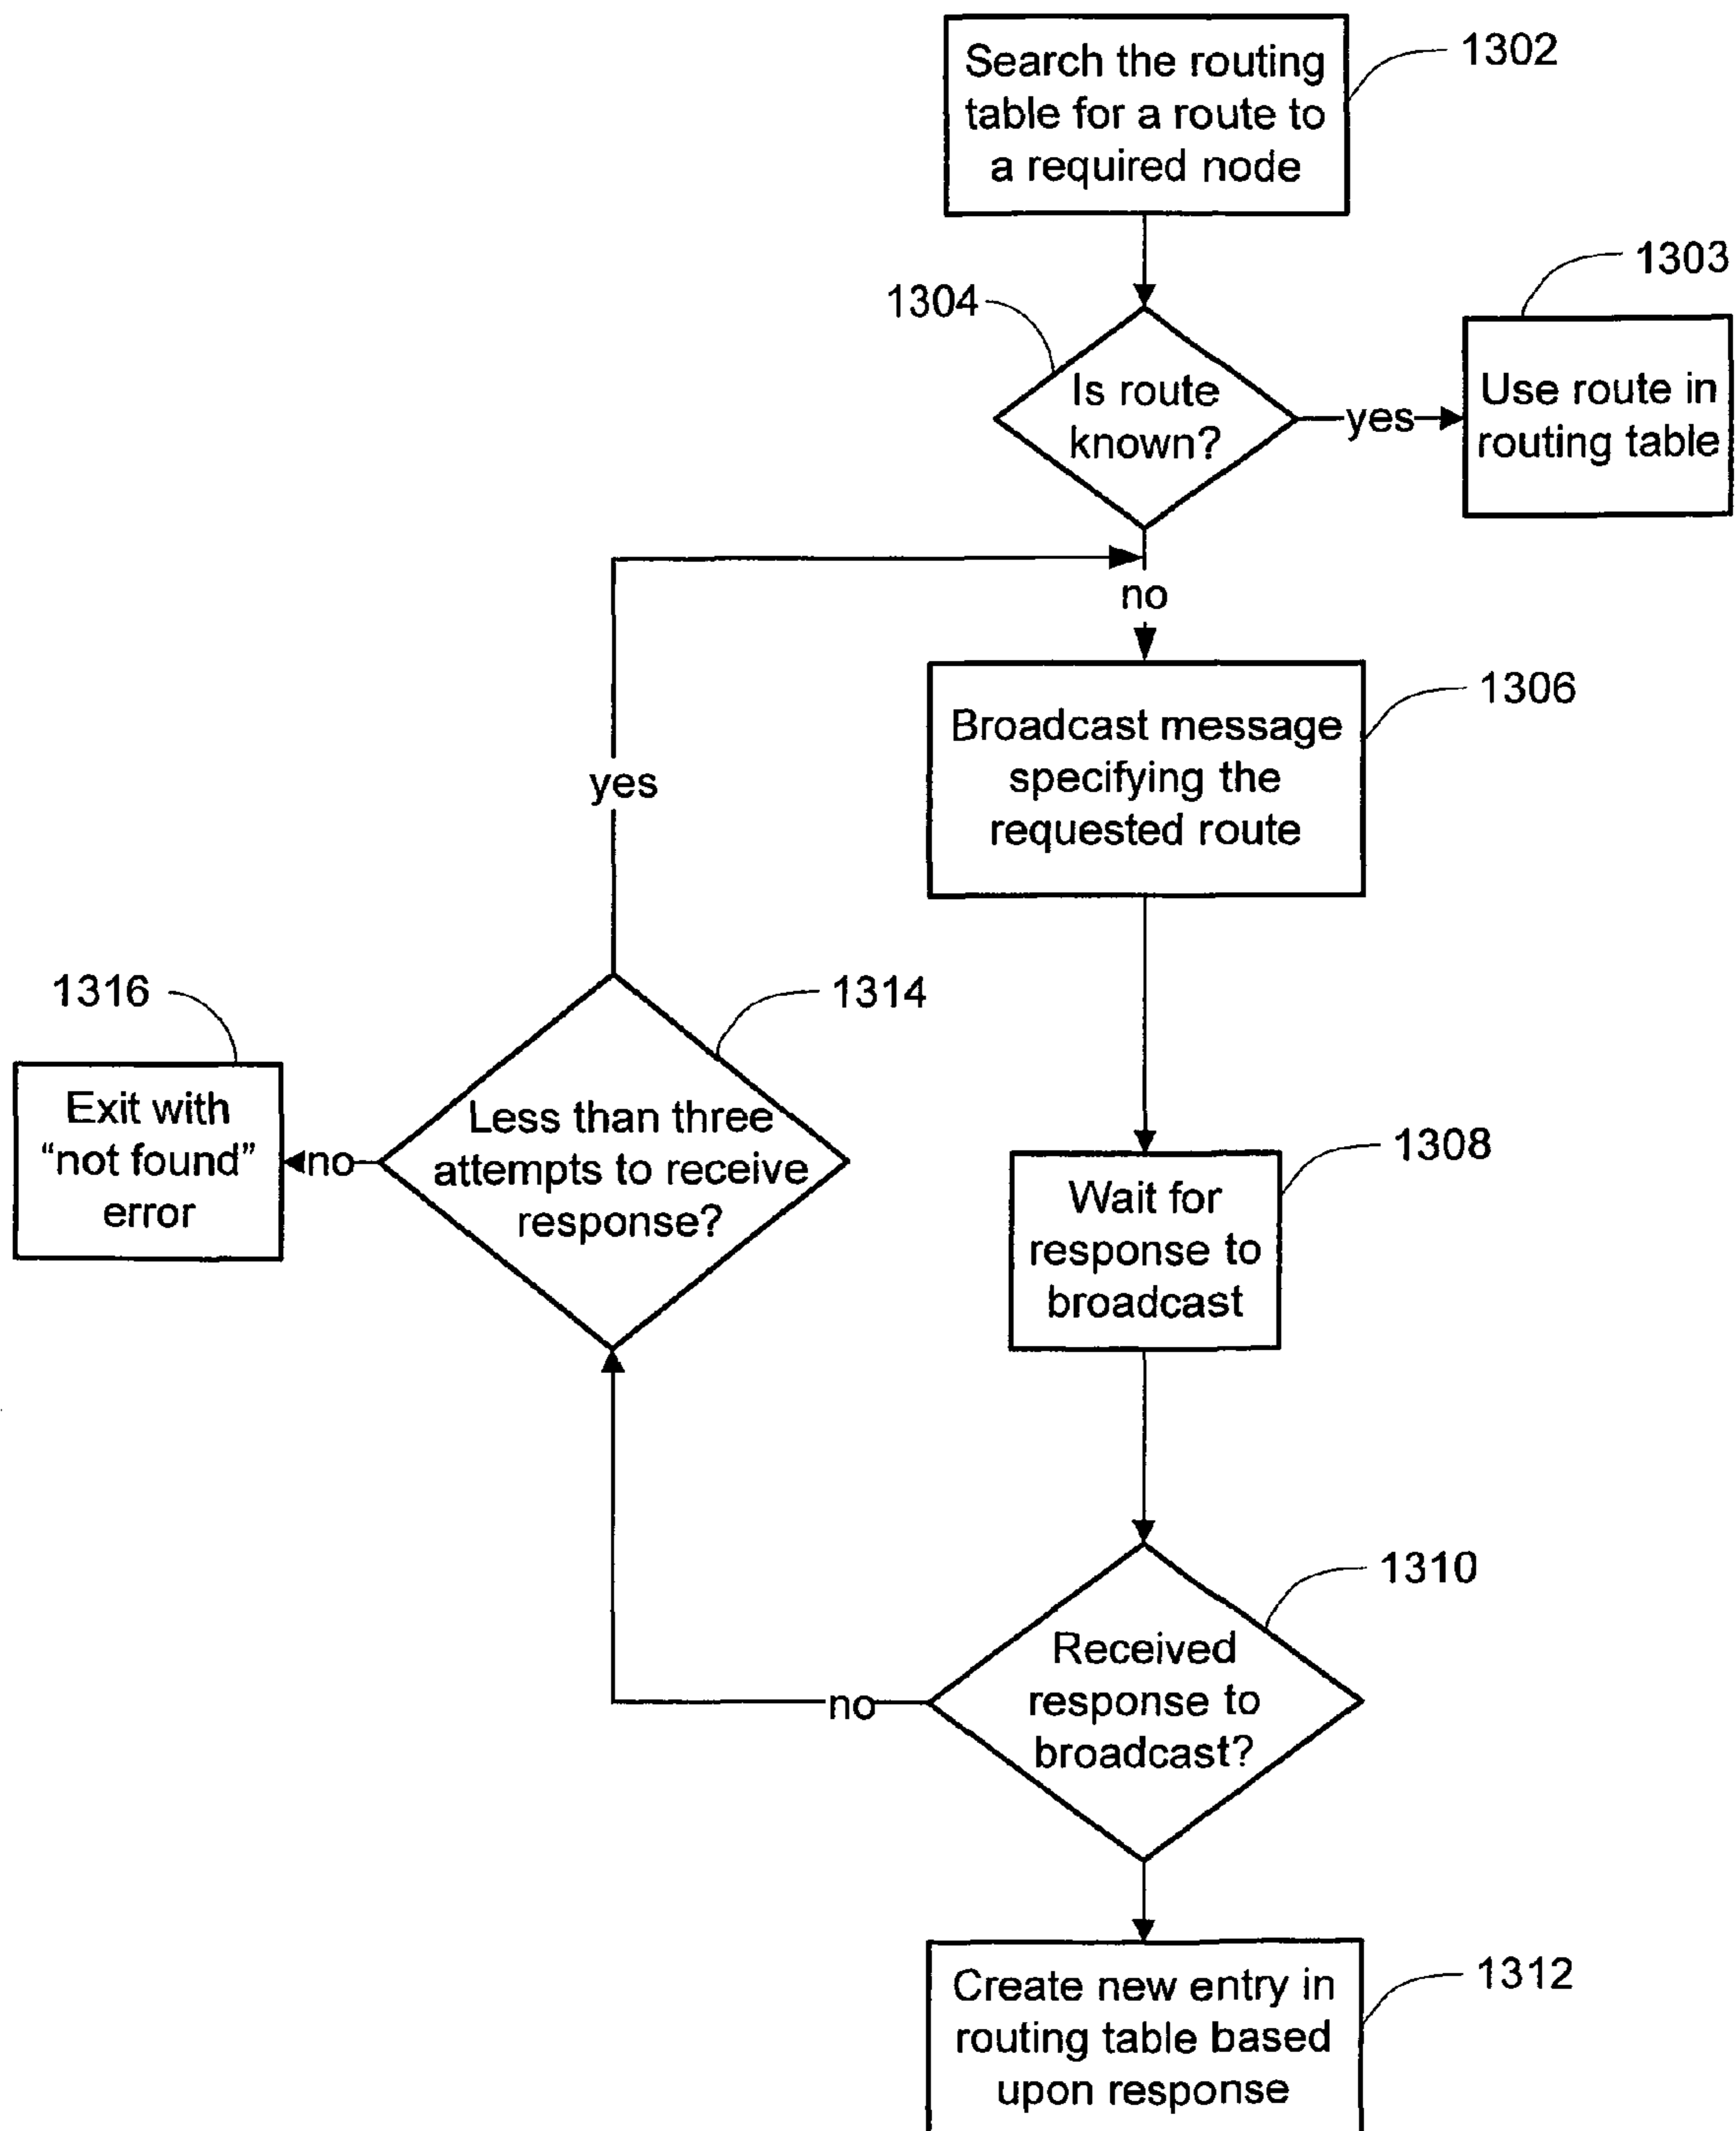 Search the routing
table for a route to
a required node
1302
1303
1304
Is route
known?
yes
Use route in
routing table
no
Broadcast message
specifying the
requested route
1306
yes
1316
1314
Exit with
“not found”
error
no
Less than three
attempts to receive
response?
Wait for
response to
broadcast
1308
1310
Received
response to
broadcast?
no
Create new entry in
routing table based
upon response
1312